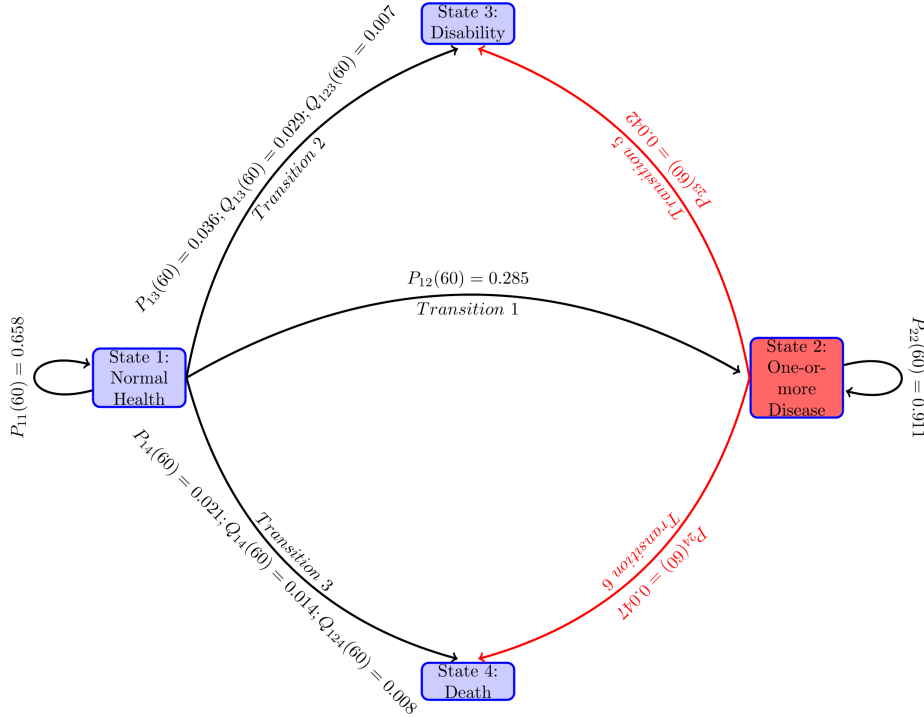 State 3:
Disability
P₁₃(60) = 0.036; Q₁₃(60) = 0.029; Q₁₂₃(60) = 0.007
Transition 2
P₂₃(60) = 0.042
Transition 5
P₁₂(60) = 0.285
Transition 1
P₁₁(60) = 0.658
State 1:
Normal
Health
State 2:
One-or-
more
Disease
P₂₂(60) = 0.911
P₁₄(60) = 0.021; Q₁₄(60) = 0.014; Q₁₂₄(60) = 0.008
Transition 3
Transition 6
P₂₄(60) = 0.047
State 4:
Death